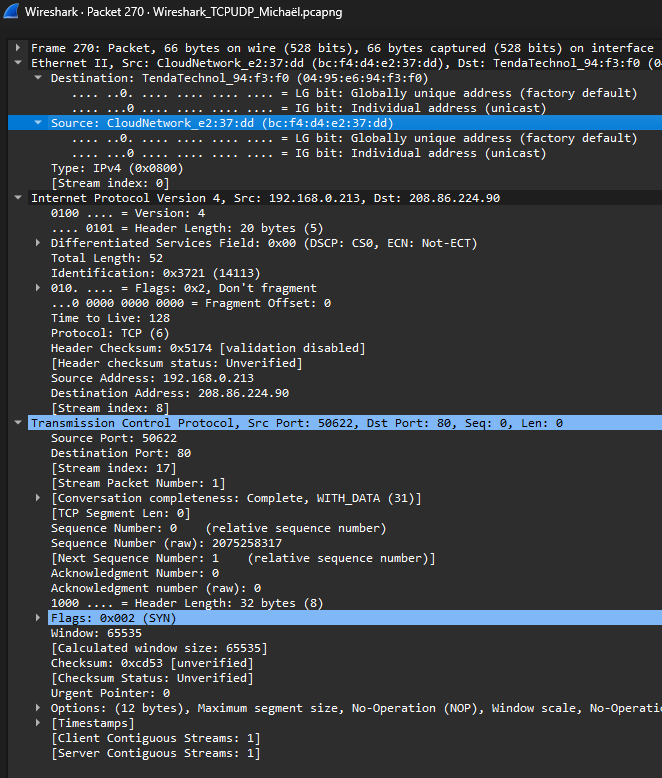 Wireshark · Packet 270 · Wireshark_TCPUDP_Michaël.pcapng
Frame 270: Packet, 66 bytes on wire (528 bits), 66 bytes captured (528 bits) on interface
Ethernet II, Src: CloudNetwork_e2:37:dd (bc:f4:d4:e2:37:dd), Dst: TendaTechnol_94:f3:f0 (04
Destination: TendaTechnol_94:f3:f0 (04:95:e6:94:f3:f0)
.... ..0. .... .... .... .... = LG bit: Globally unique address (factory default)
.... ...0 .... .... .... .... = IG bit: Individual address (unicast)
Source: CloudNetwork_e2:37:dd (bc:f4:d4:e2:37:dd)
.... ..0. .... .... .... .... = LG bit: Globally unique address (factory default)
.... ...0 .... .... .... .... = IG bit: Individual address (unicast)
Type: IPv4 (0x0800)
[Stream index: 0]
Internet Protocol Version 4, Src: 192.168.0.213, Dst: 208.86.224.90
0100 .... = Version: 4
.... 0101 = Header Length: 20 bytes (5)
Differentiated Services Field: 0x00 (DSCP: CS0, ECN: Not-ECT)
Total Length: 52
Identification: 0x3721 (14113)
010. .... = Flags: 0x2, Don't fragment
...0 0000 0000 0000 = Fragment Offset: 0
Time to Live: 128
Protocol: TCP (6)
Header Checksum: 0x5174 [validation disabled]
[Header checksum status: Unverified]
Source Address: 192.168.0.213
Destination Address: 208.86.224.90
[Stream index: 8]
Transmission Control Protocol, Src Port: 50622, Dst Port: 80, Seq: 0, Len: 0
Source Port: 50622
Destination Port: 80
[Stream index: 17]
[Stream Packet Number: 1]
[Conversation completeness: Complete, WITH_DATA (31)]
[TCP Segment Len: 0]
Sequence Number: 0    (relative sequence number)
Sequence Number (raw): 2075258317
[Next Sequence Number: 1    (relative sequence number)]
Acknowledgment Number: 0
Acknowledgment number (raw): 0
1000 .... = Header Length: 32 bytes (8)
Flags: 0x002 (SYN)
Window: 65535
[Calculated window size: 65535]
Checksum: 0xcd53 [unverified]
[Checksum Status: Unverified]
Urgent Pointer: 0
Options: (12 bytes), Maximum segment size, No-Operation (NOP), Window scale, No-Operatio
[Timestamps]
[Client Contiguous Streams: 1]
[Server Contiguous Streams: 1]